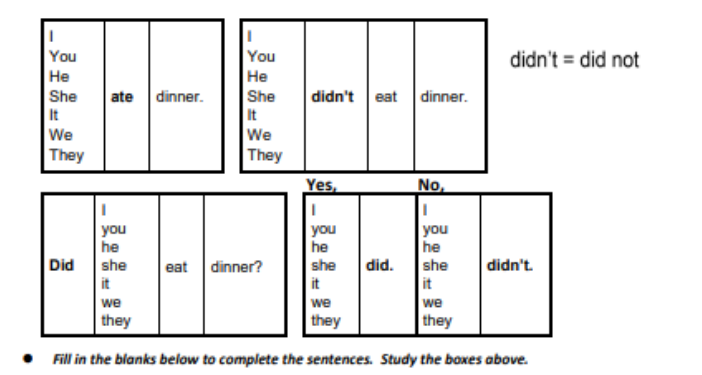 I
You
He
She
It
We
They
ate
dinner.
I
You
He
She
It
We
They
didn't
eat
dinner.
didn't = did not
Did
I
you
he
she
it
we
they
eat
dinner?
Yes,
I
you
he
she
it
we
they
did.
No,
I
you
he
she
it
we
they
didn't.
● Fill in the blanks below to complete the sentences. Study the boxes above.